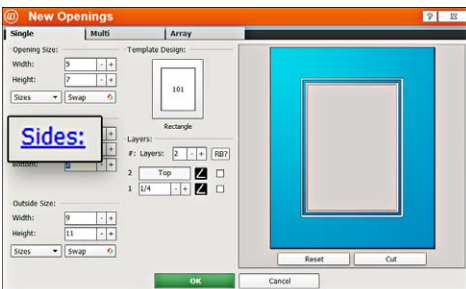 New Openings ? X
Single Multi Array
Opening Size: Template Design:
Width: 5 - +
Height: 7 - +
Sizes Swap
101
Rectangle
Sides:
Bottom:
Layers:
#: Layers: 2 - + RB?
2 Top
1 1/4 - +
Outside Size:
Width: 9 - +
Height: 11 - +
Sizes Swap
Reset Cut
OK Cancel